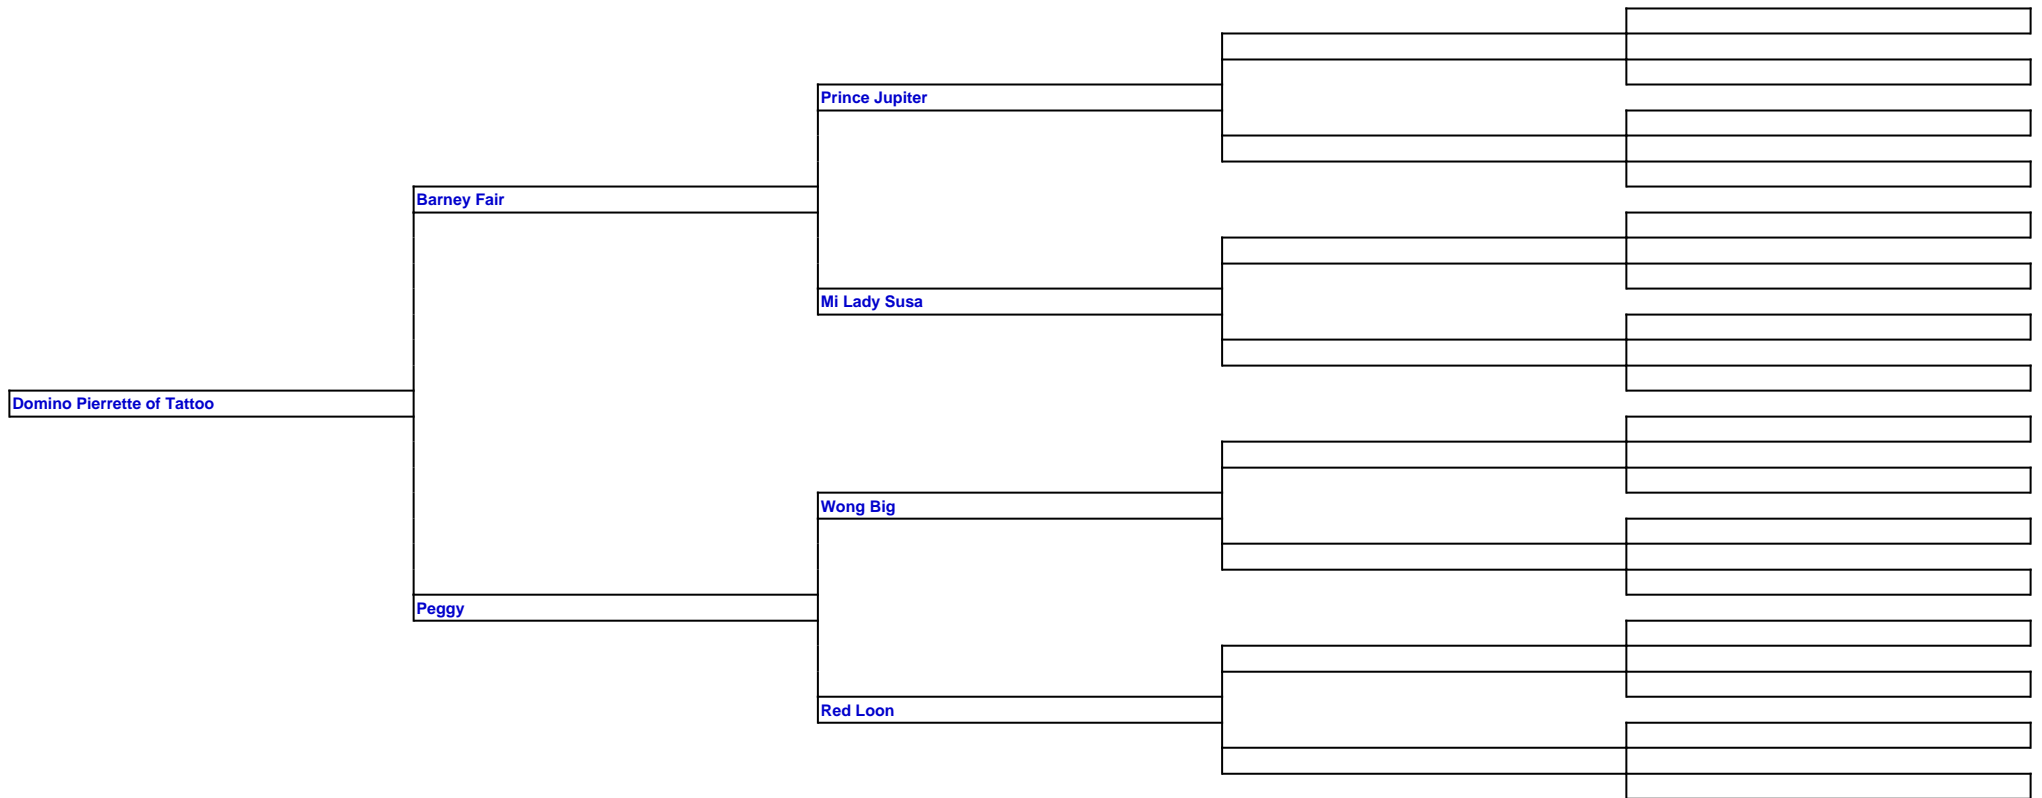 Prince Jupiter
Barney Fair
Mi Lady Susa
Domino Pierrette of Tattoo
Wong Big
Peggy
Red Loon